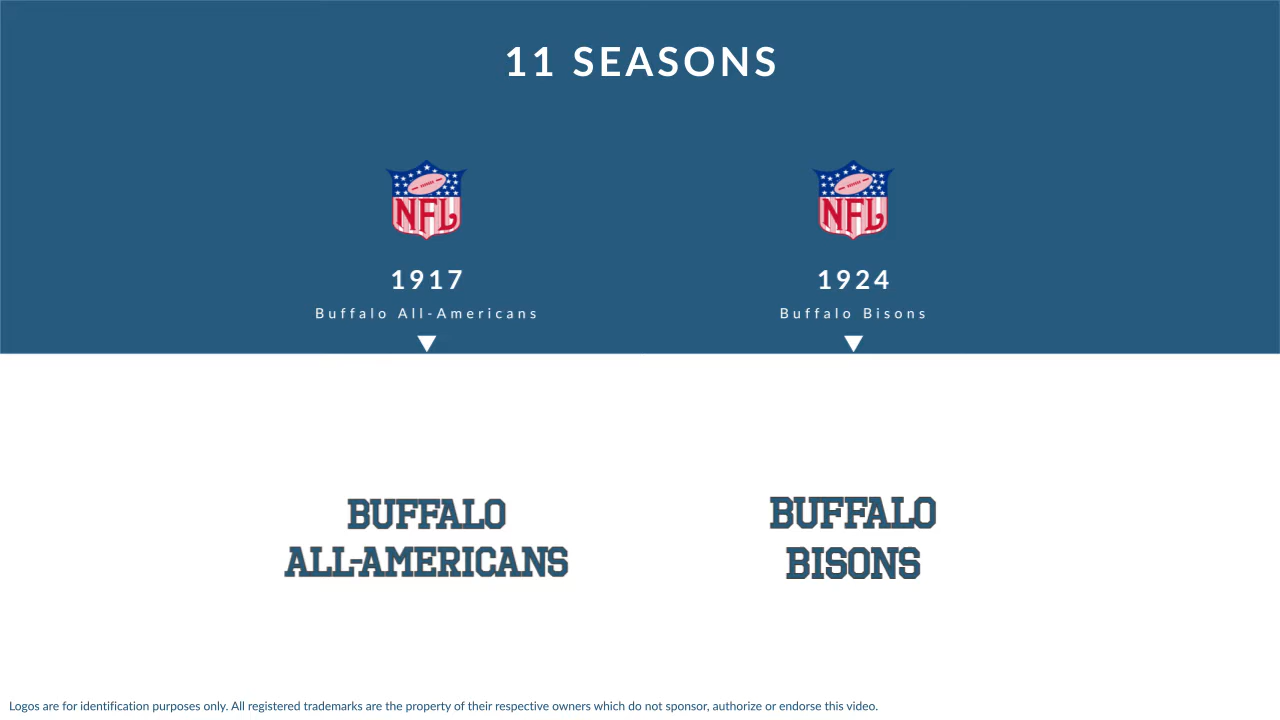 11 SEASONS
NFL NFL
1917 1924
Buffalo All-Americans Buffalo Bisons
BUFFALO BUFFALO
ALL-AMERICANS BISONS
Logos are for identification purposes only. All registered trademarks are the property of their respective owners which do not sponsor, authorize or endorse this video.